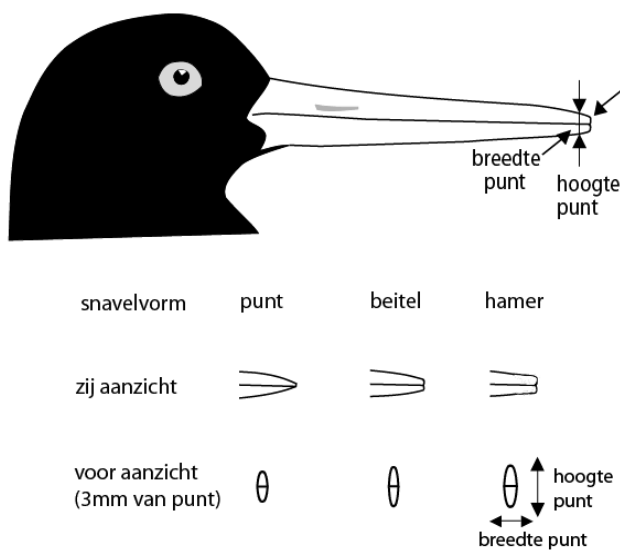 breedte
punt
hoogte
punt
snavelvorm punt beitel hamer
zij aanzicht
voor aanzicht
(3mm van punt)
hoogte
punt
breedte punt